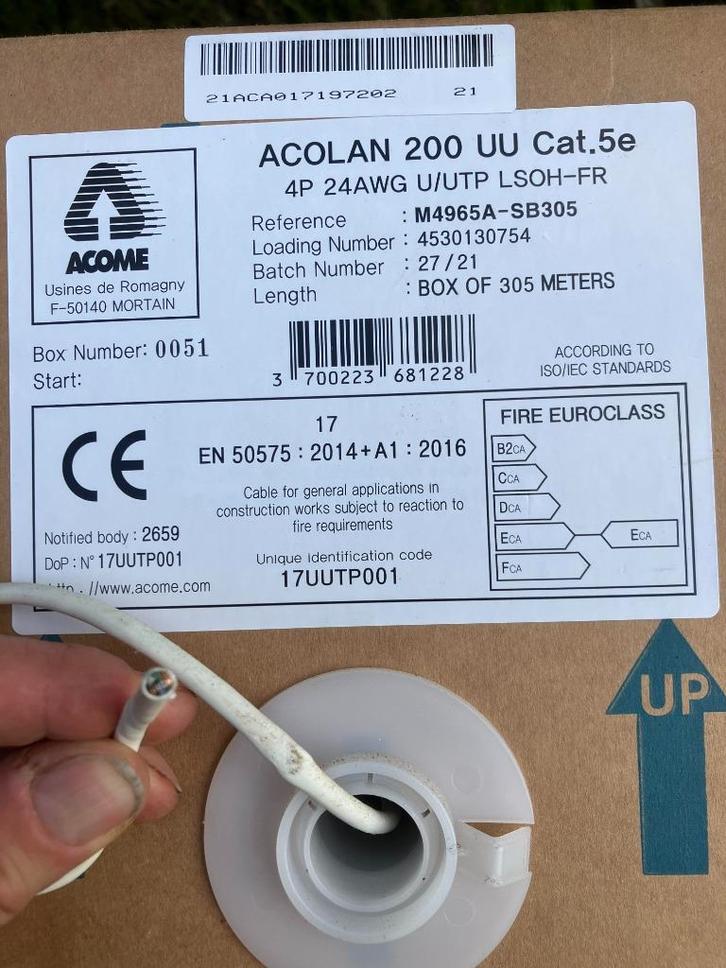 21ACA017197202 21
ACOLAN 200 UU Cat.5e
4P 24AWG U/UTP LSOH-FR
ACOME
Usines de Romagny
F-50140 MORTAIN
Reference : M4965A-SB305
Loading Number : 4530130754
Batch Number : 27/21
Length : BOX OF 305 METERS
Box Number: 0051
Start:
3 700223 681228
ACCORDING TO
ISO/IEC STANDARDS
CE
17
EN 50575 : 2014+A1 : 2016
Cable for general applications in
construction works subject to reaction to
fire requirements
Notified body : 2659
DoP : N° 17UUTP001
http://www.acome.com
Unique identification code
17UUTP001
FIRE EUROCLASS
B2CA
CCA
DCA
ECA ECA
FCA
UP